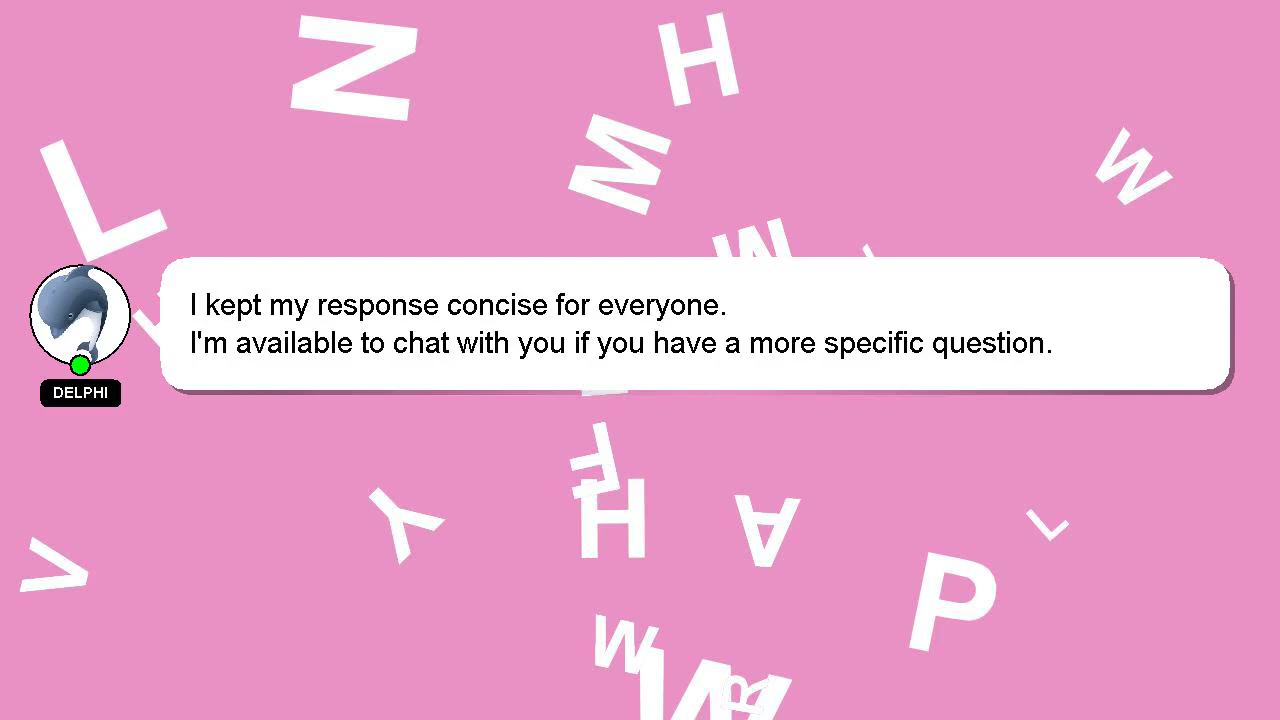 Z
H
M
L
W
W
I kept my response concise for everyone.
I'm available to chat with you if you have a more specific question.
DELPHI
F
H
Y
A
L
V
P
W
W
R